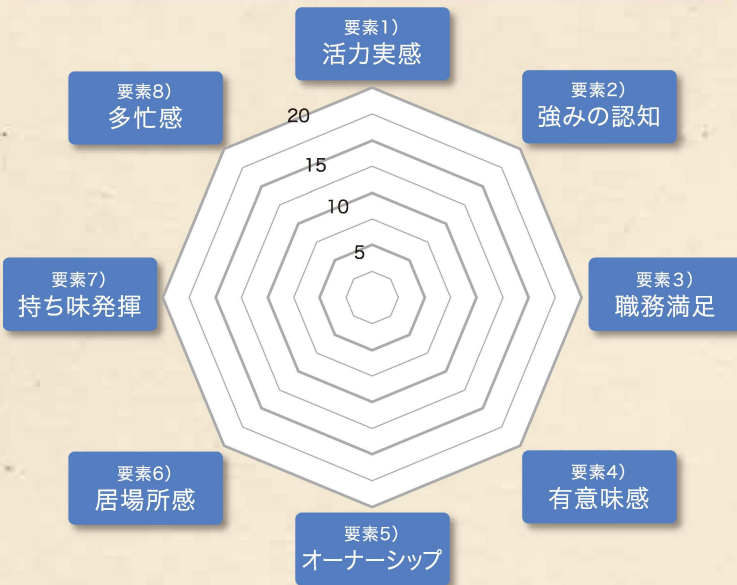 要素1)
活力実感
要素2)
強みの認知
要素3)
職務満足
要素4)
有意味感
要素5)
オーナーシップ
要素6)
居場所感
要素7)
持ち味発揮
要素8)
多忙感
20
15
10
5